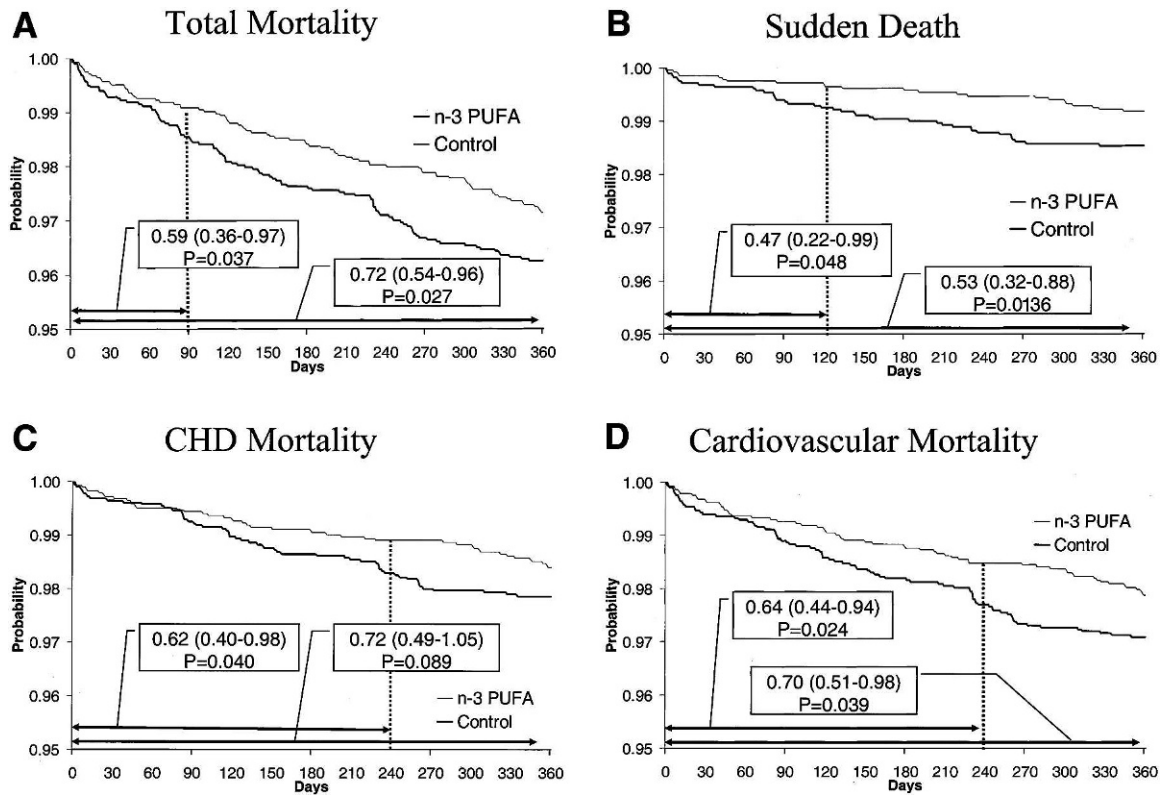 A
Total Mortality
1.00
0.99
0.98
0.97
0.96
0.95
Probability
n-3 PUFA
Control
0.59 (0.36-0.97)
P=0.037
0.72 (0.54-0.96)
P=0.027
0 30 60 90 120 150 180 210 240 270 300 330 360
Days
B
Sudden Death
1.00
0.99
0.98
0.97
0.96
0.95
Probability
n-3 PUFA
Control
0.47 (0.22-0.99)
P=0.048
0.53 (0.32-0.88)
P=0.0136
0 30 60 90 120 150 180 210 240 270 300 330 360
Days
C
CHD Mortality
1.00
0.99
0.98
0.97
0.96
0.95
Probability
0.62 (0.40-0.98)
P=0.040
0.72 (0.49-1.05)
P=0.089
n-3 PUFA
Control
0 30 60 90 120 150 180 210 240 270 300 330 360
Days
D
Cardiovascular Mortality
1.00
0.99
0.98
0.97
0.96
0.95
Probability
n-3 PUFA
Control
0.64 (0.44-0.94)
P=0.024
0.70 (0.51-0.98)
P=0.039
0 30 60 90 120 150 180 210 240 270 300 330 360
Days